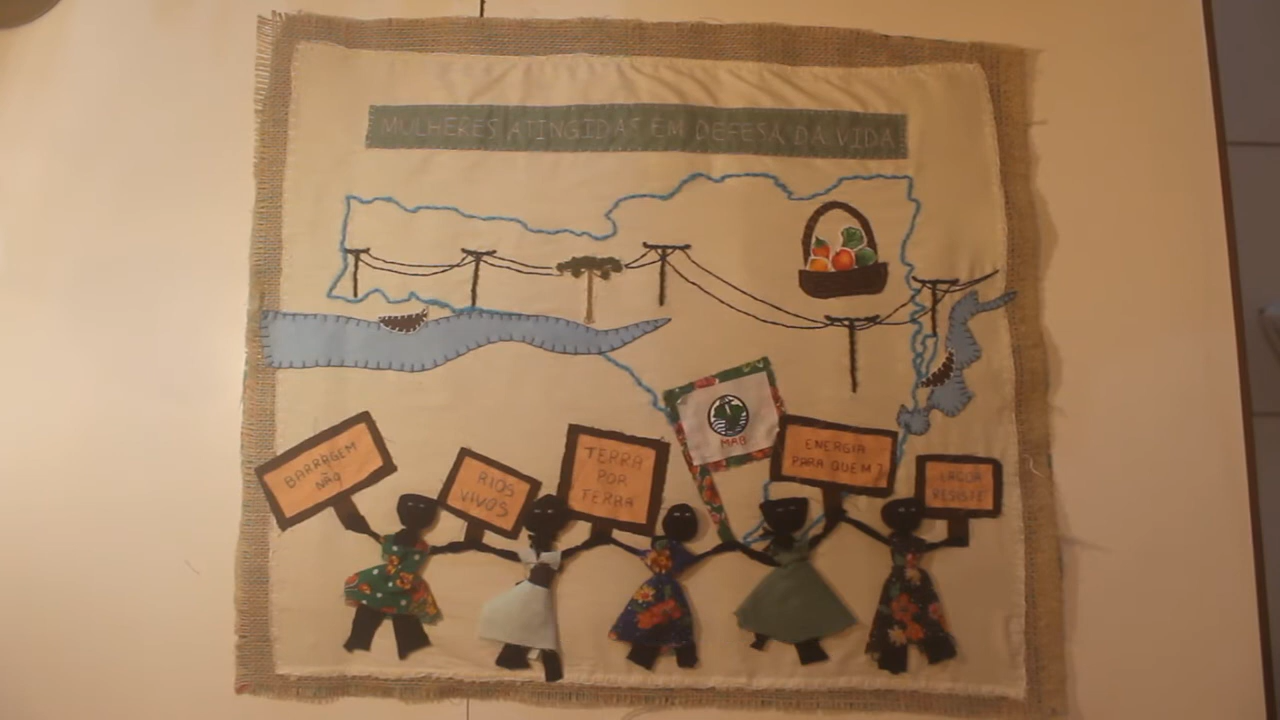 MULHERES ATINGIDAS EM DEFESA DA VIDA
BARRAGEM
NÃO
RIOS
VIVOS
TERRA
POR
TERRA
MAB
ENERGIA
PARA QUEM?
LAGOA
RESISTE